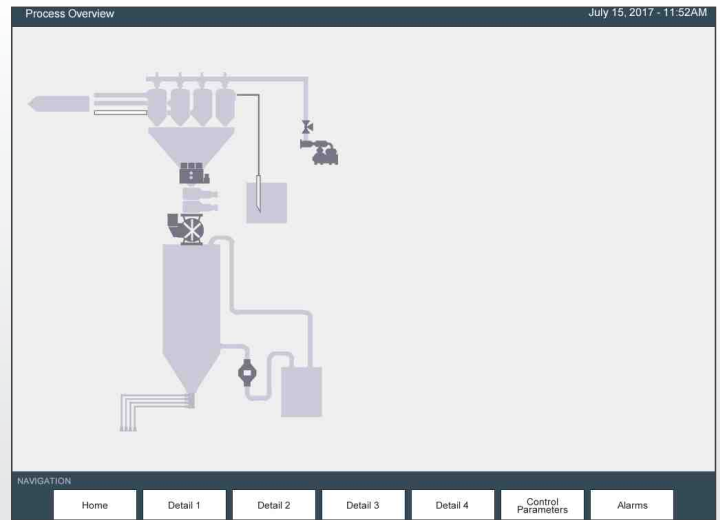 Process Overview
July 15, 2017 - 11:52AM
NAVIGATION
Home
Detail 1
Detail 2
Detail 3
Detail 4
Control
Parameters
Alarms